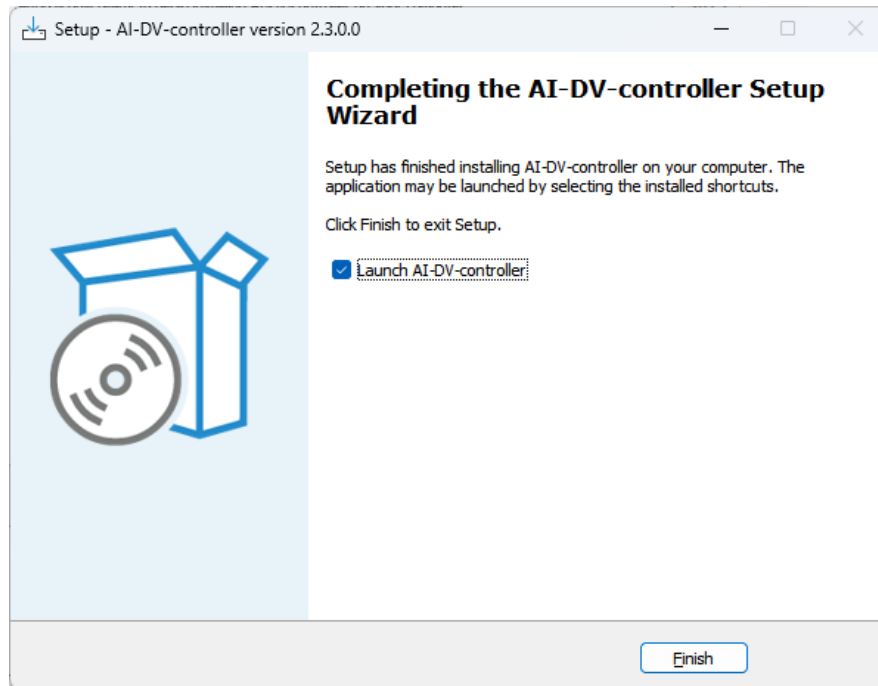 Setup - AI-DV-controller version 2.3.0.0
Completing the AI-DV-controller Setup
Wizard
Setup has finished installing AI-DV-controller on your computer. The
application may be launched by selecting the installed shortcuts.
Click Finish to exit Setup.
Launch AI-DV-controller
Finish